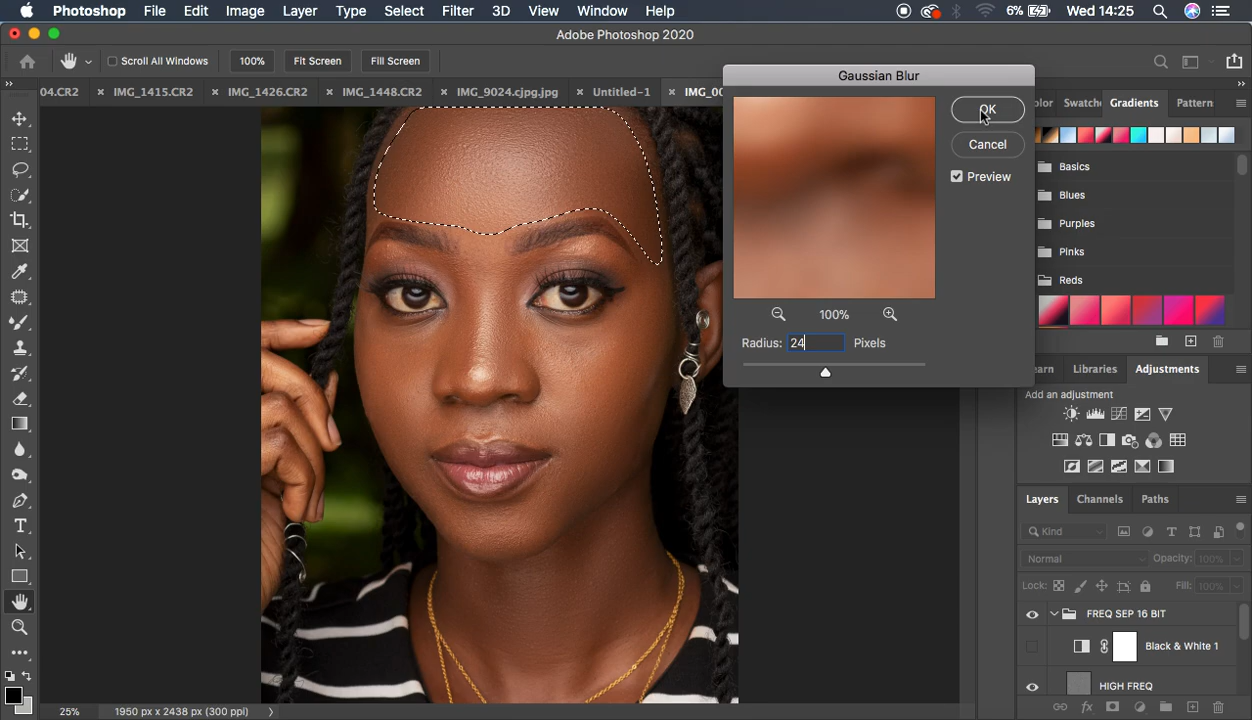 Photoshop File Edit Image Layer Type Select Filter 3D View Window Help 6% Wed 14:25
Adobe Photoshop 2020
Scroll All Windows 100% Fit Screen Fill Screen
04.CR2 × IMG_1415.CR2 × IMG_1426.CR2 × IMG_1448.CR2 × IMG_9024.cjpg.jpg × Untitled-1 × IMG_00
Gaussian Blur
OK
Cancel
Preview
100%
Radius: 24 Pixels
olor Swatche Gradients Pattern
Basics
Blues
Purples
Pinks
Reds
earn Libraries Adjustments
Add an adjustment
Layers Channels Paths
Kind
Normal Opacity: 100%
Lock: Fill: 100%
FREQ SEP 16 BIT
Black & White 1
HIGH FREQ
T
25% 1950 px x 2438 px (300 ppi)